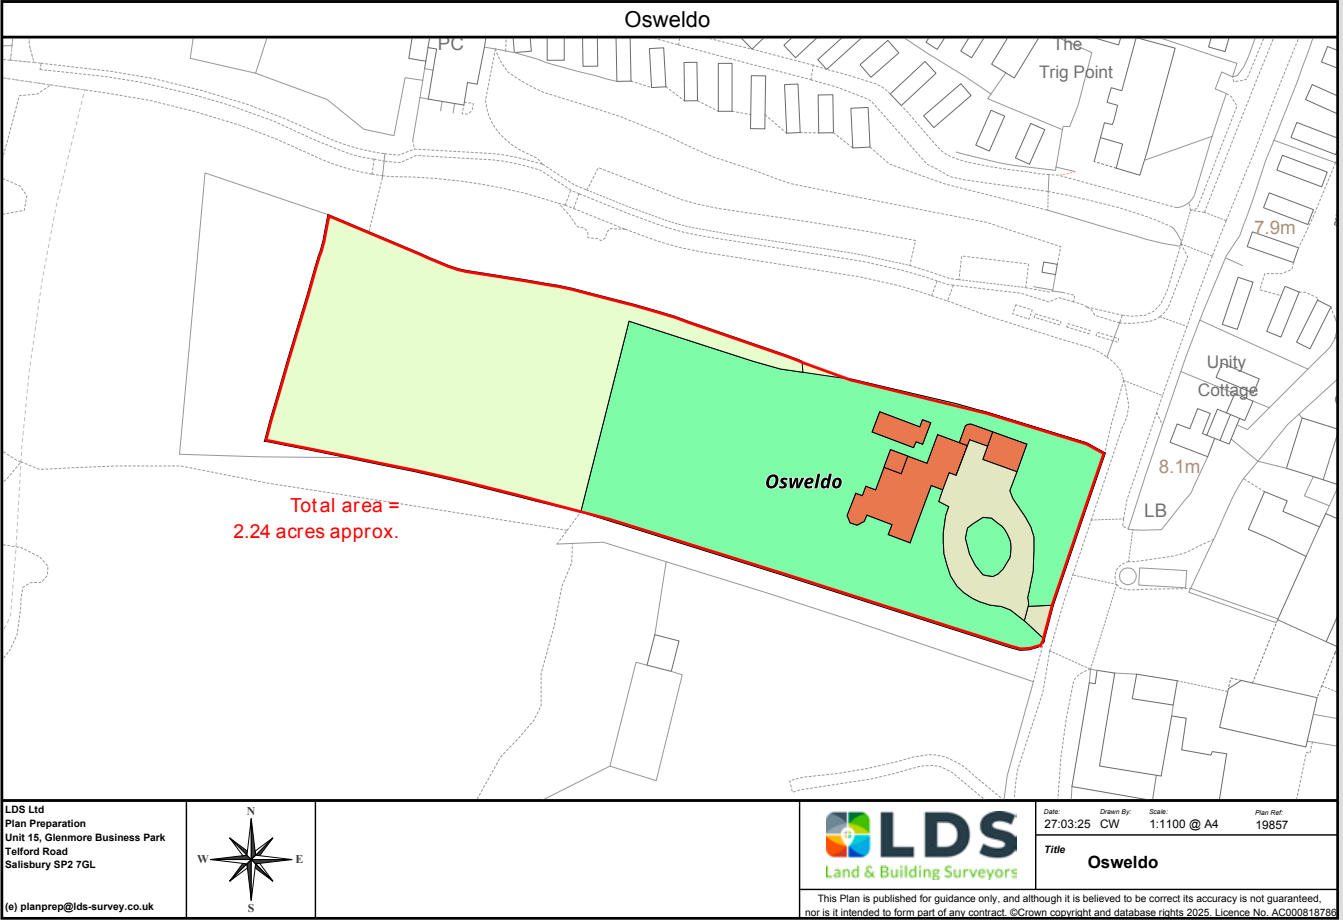 Osweldo
PC
The
Trig Point
7.9m
Unity
Cottage
8.1m
LB
Osweldo
Total area =
2.24 acres approx.
LDS Ltd
Plan Preparation
Unit 15, Glenmore Business Park
Telford Road
Salisbury SP2 7GL
(e) planprep@lds-survey.co.uk
N
W
E
S
LDS
Land & Building Surveyors
Date: Drawn By: Scale: Plan Ref:
27:03:25 CW 1:1100 @ A4 19857
Title
Osweldo
This Plan is published for guidance only, and although it is believed to be correct its accuracy is not guaranteed,
nor is it intended to form part of any contract. ©Crown copyright and database rights 2025. Licence No. AC000818786